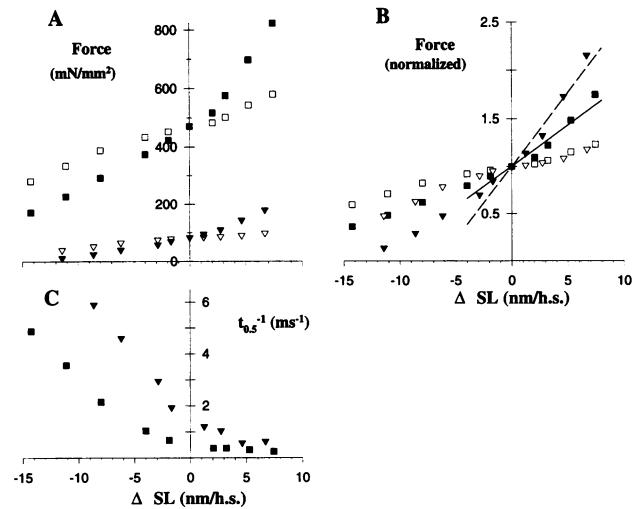 A
Force
(mN/mm²)
800
600
400
200
0
B
Force
(normalized)
2.5
1.5
0.5
-15 -10 -5 0 5 10
Δ SL (nm/h.s.)
C
t₀.₅⁻¹ (ms⁻¹)
6
4
2
-15 -10 -5 0 5 10
Δ SL (nm/h.s.)